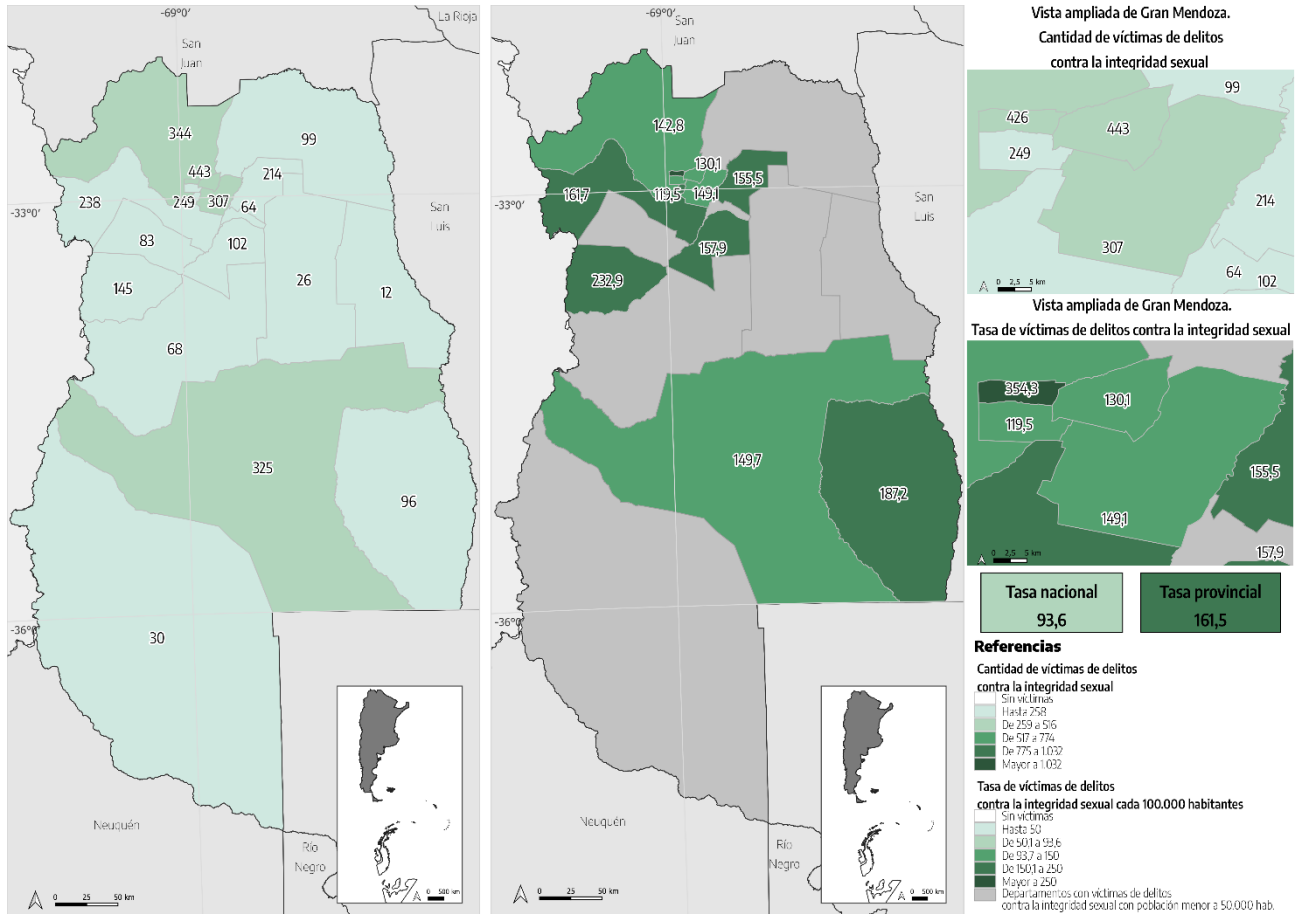 -69°0'
La Rioja
San
Juan
344
99
443
214
238
249
307
64
-33°0'
San
Luis
83
102
145
26
12
68
325
96
-36°0'
30
Neuquén
Río
Negro
0 25 50 km
0 500 km
-69°0'
San
Juan
142,8
130,1
155,5
161,7
119,5
149,1
-33°0'
San
Luis
157,9
232,9
149,7
187,2
-36°0'
Neuquén
Río
Negro
0 25 50 km
0 500 km
Vista ampliada de Gran Mendoza.
Cantidad de víctimas de delitos
contra la integridad sexual
99
426
443
249
214
307
64
102
0 2,5 5 km
Vista ampliada de Gran Mendoza.
Tasa de víctimas de delitos contra la integridad sexual
354,3
130,1
119,5
155,5
149,1
157,9
0 2,5 5 km
Tasa nacional
93,6
Tasa provincial
161,5
Referencias
Cantidad de víctimas de delitos
contra la integridad sexual
Sin víctimas
Hasta 258
De 259 a 516
De 517 a 774
De 775 a 1.032
Mayor a 1.032
Tasa de víctimas de delitos
contra la integridad sexual cada 100.000 habitantes
Sin víctimas
Hasta 50
De 50,1 a 93,6
De 93,7 a 150
De 150,1 a 250
Mayor a 250
Departamentos con víctimas de delitos
contra la integridad sexual con población menor a 50.000 hab.